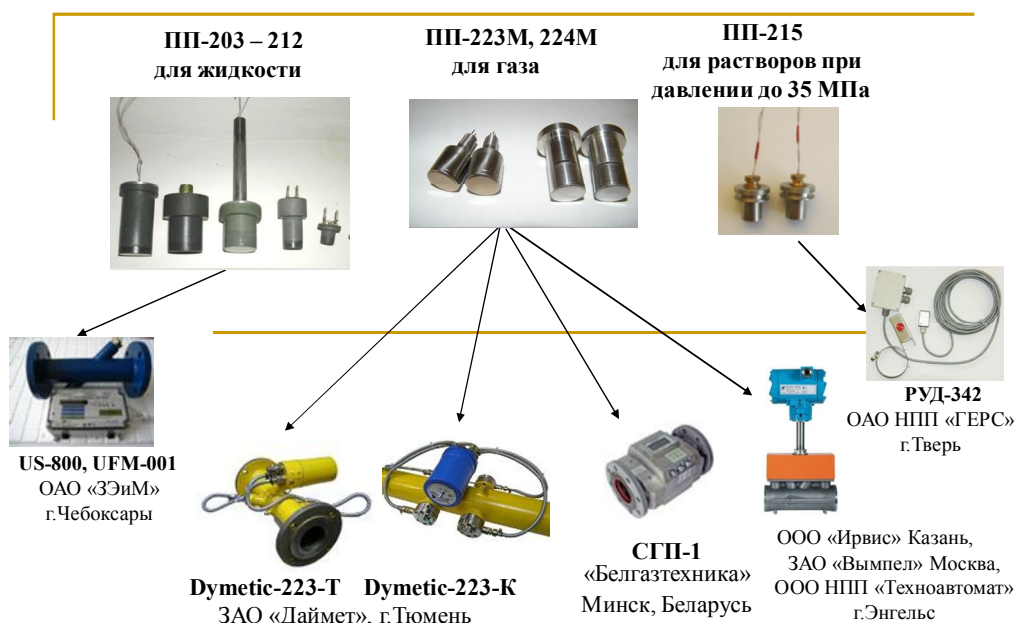 ПП-203 – 212
для жидкости
ПП-223М, 224М
для газа
ПП-215
для растворов при
давлении до 35 МПа
РУД-342
ОАО НПП «ГЕРС»
г.Тверь
US-800, UFM-001
ОАО «ЗЭиМ»
г.Чебоксары
Dymetic-223-Т
Dymetic-223-К
ЗАО «Даймет», г.Тюмень
СГП-1
«Белгазтехника»
Минск, Беларусь
ООО «Ирвис» Казань,
ЗАО «Вымпел» Москва,
ООО НПП «Техноавтомат»
г.Энгельс